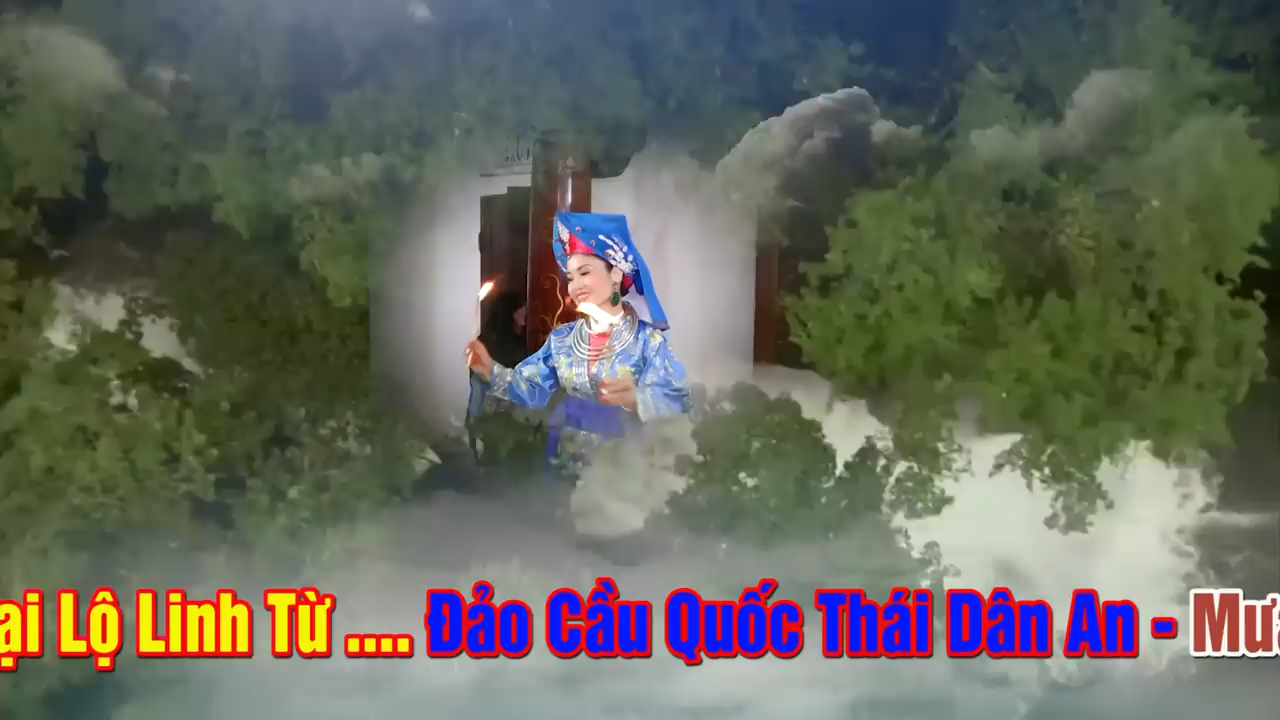 ại Lộ Linh Từ .... Đảo Cầu Quốc Thái Dân An - Mư